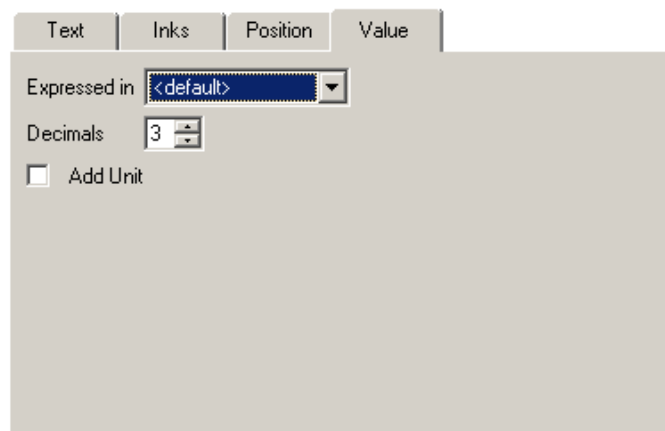 Text Inks Position Value
Expressed in <default>
Decimals 3
Add Unit